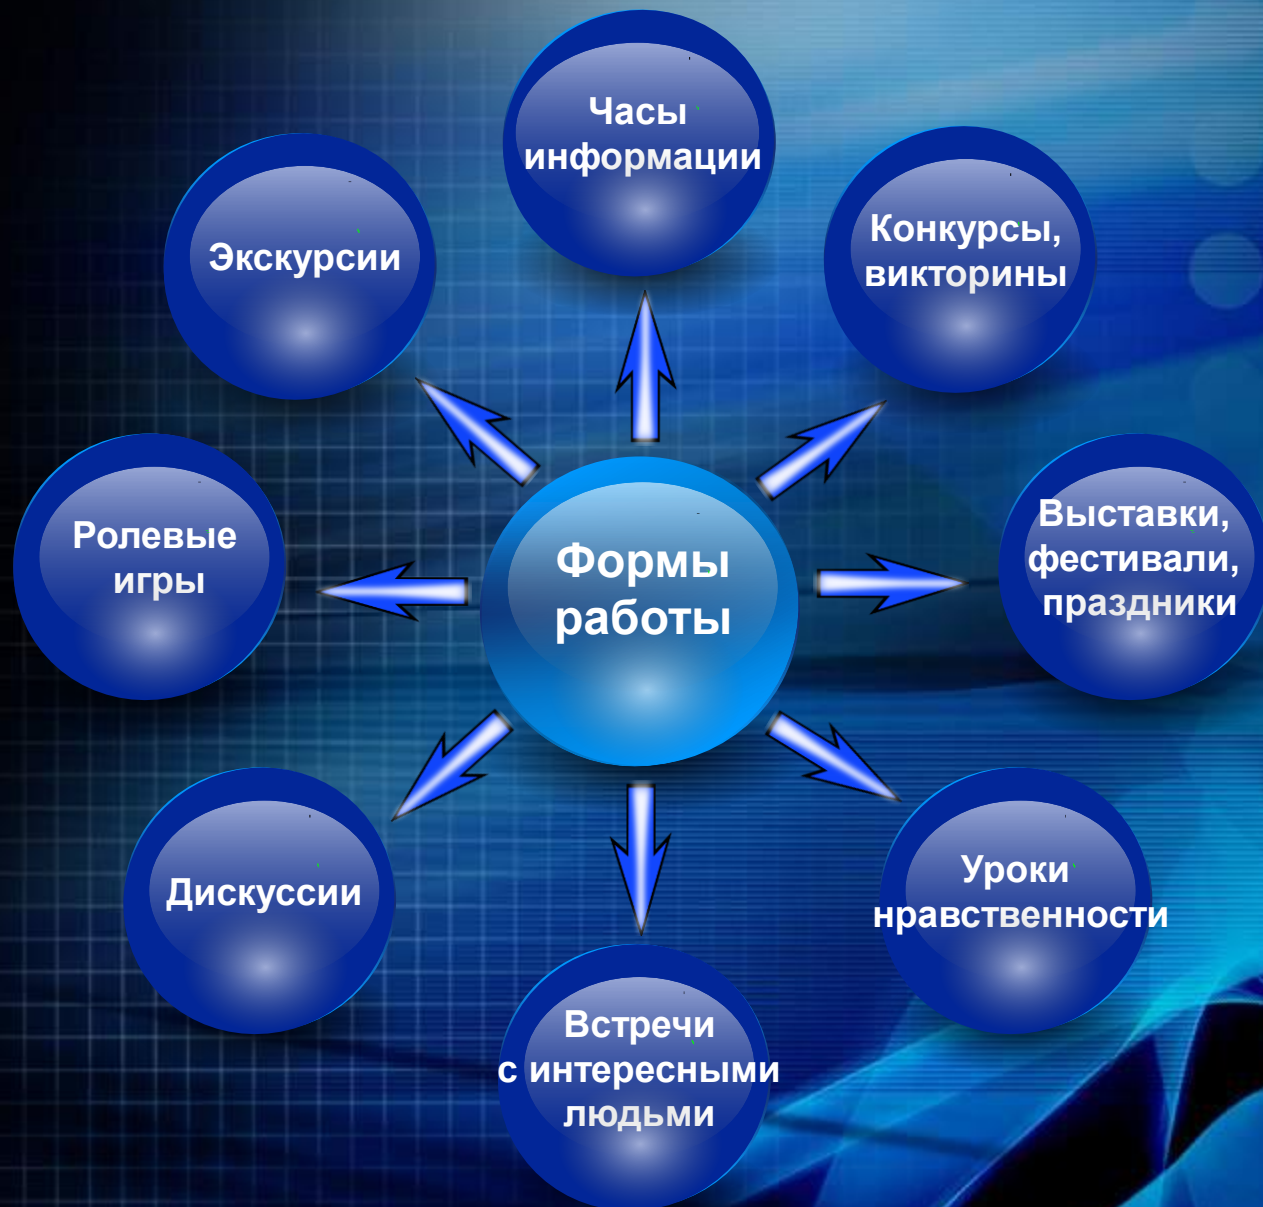 Часы
информации
Экскурсии
Конкурсы,
викторины
Ролевые
игры
Формы
работы
Выставки,
фестивали,
праздники
Дискуссии
Уроки
нравственности
Встречи
с интересными
людьми